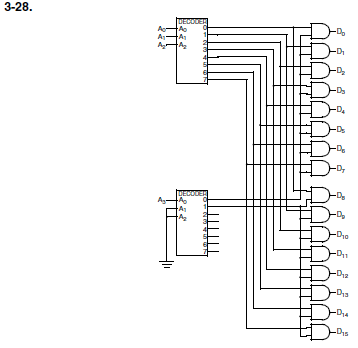 3-28.
DECODER
A0 A0 0 D0
A1 A1 1 D1
A2 A2 2 D2
3 D3
4 D4
5 D5
6 D6
7 D7
DECODER
A3 A0 0 D8
A1 1 D9
A2 2 D10
3 D11
4 D12
5 D13
6 D14
7 D15